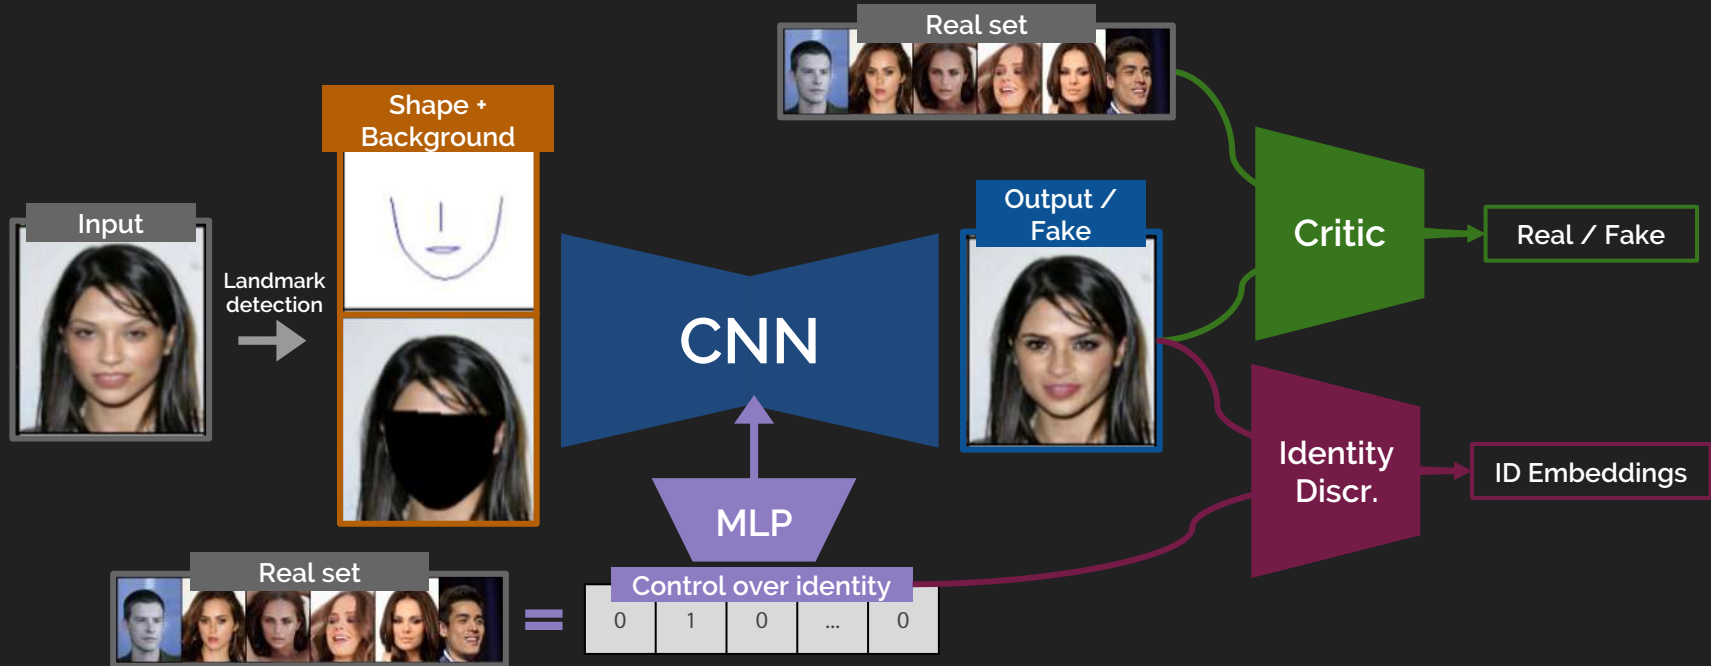 Real set
Shape +
Background
Input
Landmark
detection
Output /
Fake
Critic
Real / Fake
CNN
Identity
Discr.
ID Embeddings
MLP
Real set
=
Control over identity
0 1 0 ... 0